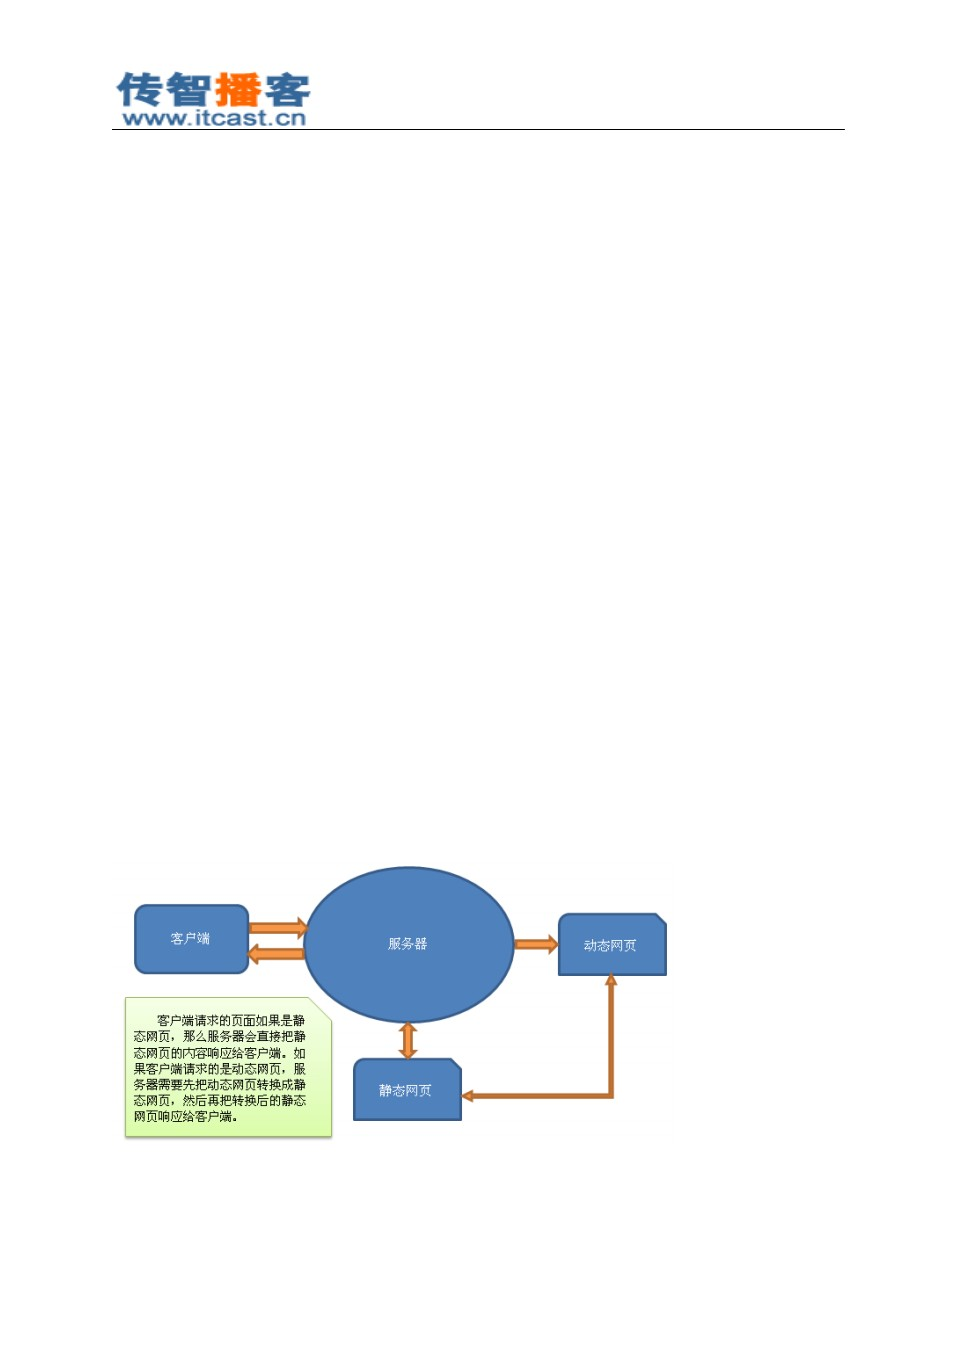 传智播客
www.itcast.cn
客户端
服务器
动态网页
客户端请求的页面如果是静
态网页，那么服务器会直接把静
态网页的内容响应给客户端。如
果客户端请求的是动态网页，服
务器需要先把动态网页转换成静
态网页，然后再把转换后的静态
网页响应给客户端。
静态网页